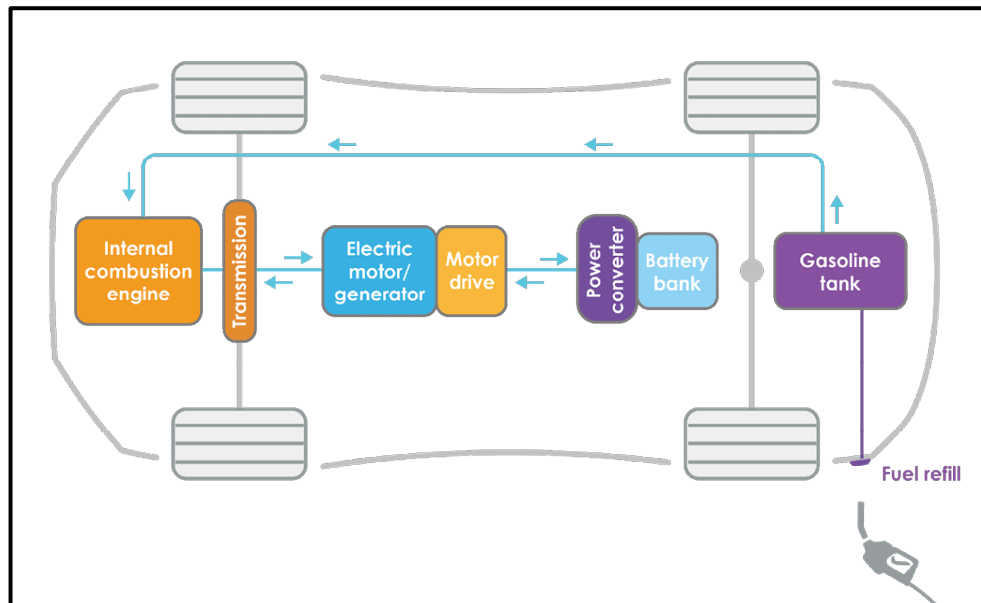 Internal
combustion
engine
Transmission
Electric
motor/
generator
Motor
drive
Power
converter
Battery
bank
Gasoline
tank
Fuel refill